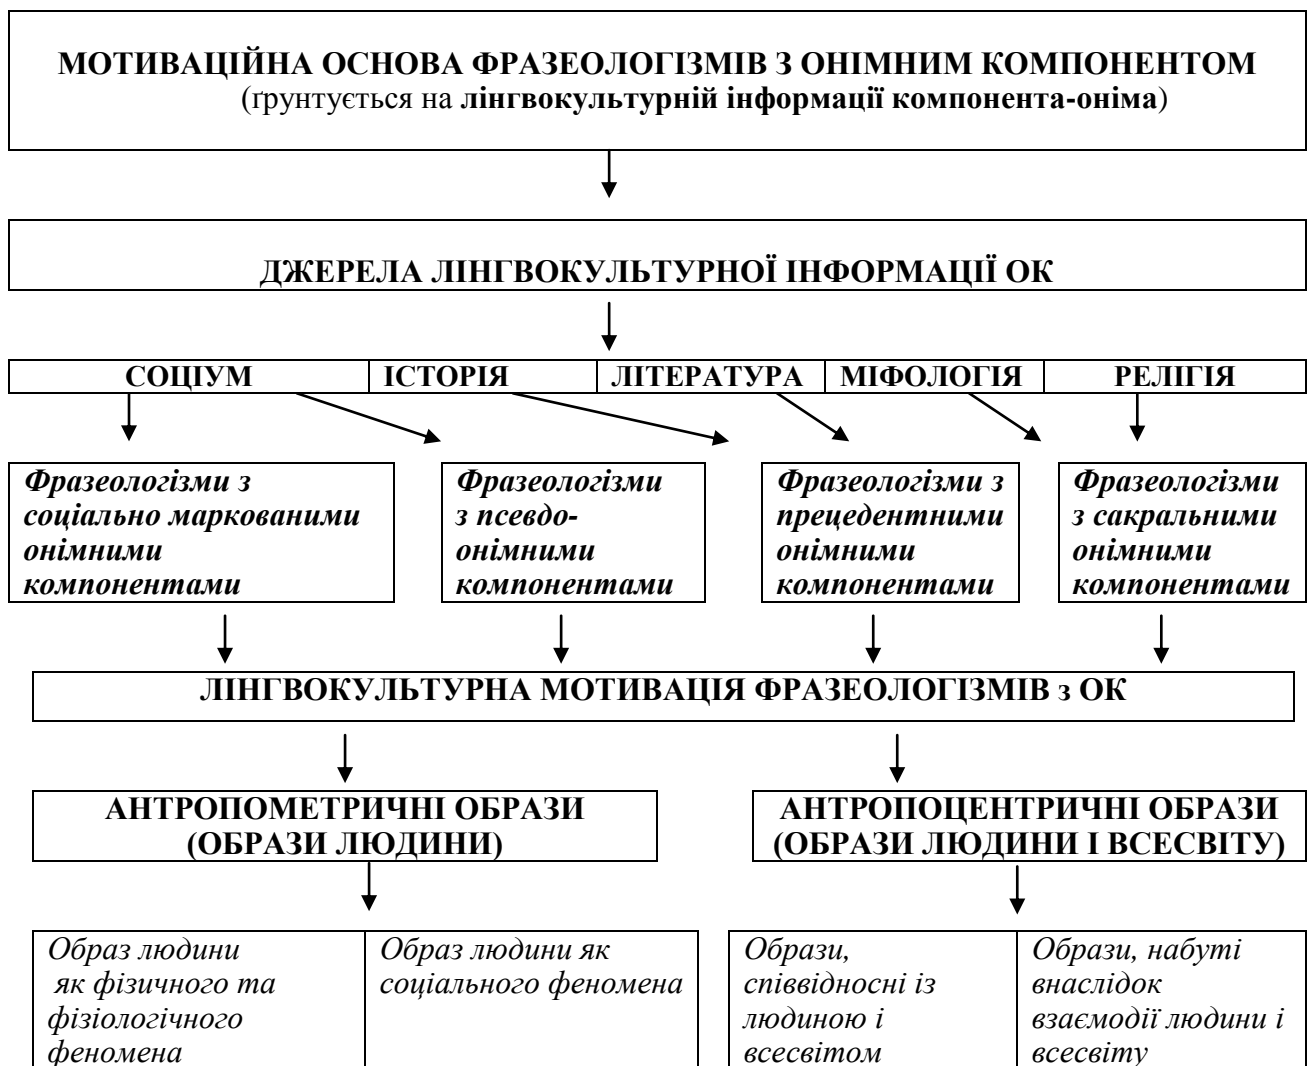 МОТИВАЦІЙНА ОСНОВА ФРАЗЕОЛОГІЗМІВ З ОНІМНИМ КОМПОНЕНТОМ
(ґрунтується на лінгвокультурній інформації компонента-оніма)
ДЖЕРЕЛА ЛІНГВОКУЛЬТУРНОЇ ІНФОРМАЦІЇ ОК
СОЦІУМ ІСТОРІЯ ЛІТЕРАТУРА МІФОЛОГІЯ РЕЛІГІЯ
Фразеологізми з
соціально маркованими
онімними
компонентами
Фразеологізми
з псевдо-
онімними
компонентами
Фразеологізми з
прецедентними
онімними
компонентами
Фразеологізми
з сакральними
онімними
компонентами
ЛІНГВОКУЛЬТУРНА МОТИВАЦІЯ ФРАЗЕОЛОГІЗМІВ з ОК
АНТРОПОМЕТРИЧНІ ОБРАЗИ
(ОБРАЗИ ЛЮДИНИ)
АНТРОПОЦЕНТРИЧНІ ОБРАЗИ
(ОБРАЗИ ЛЮДИНИ І ВСЕСВІТУ)
Образ людини
як фізичного та
фізіологічного
феномена
Образ людини як
соціального феномена
Образи,
співвідносні із
людиною і
всесвітом
Образи, набуті
внаслідок
взаємодії людини і
всесвіту